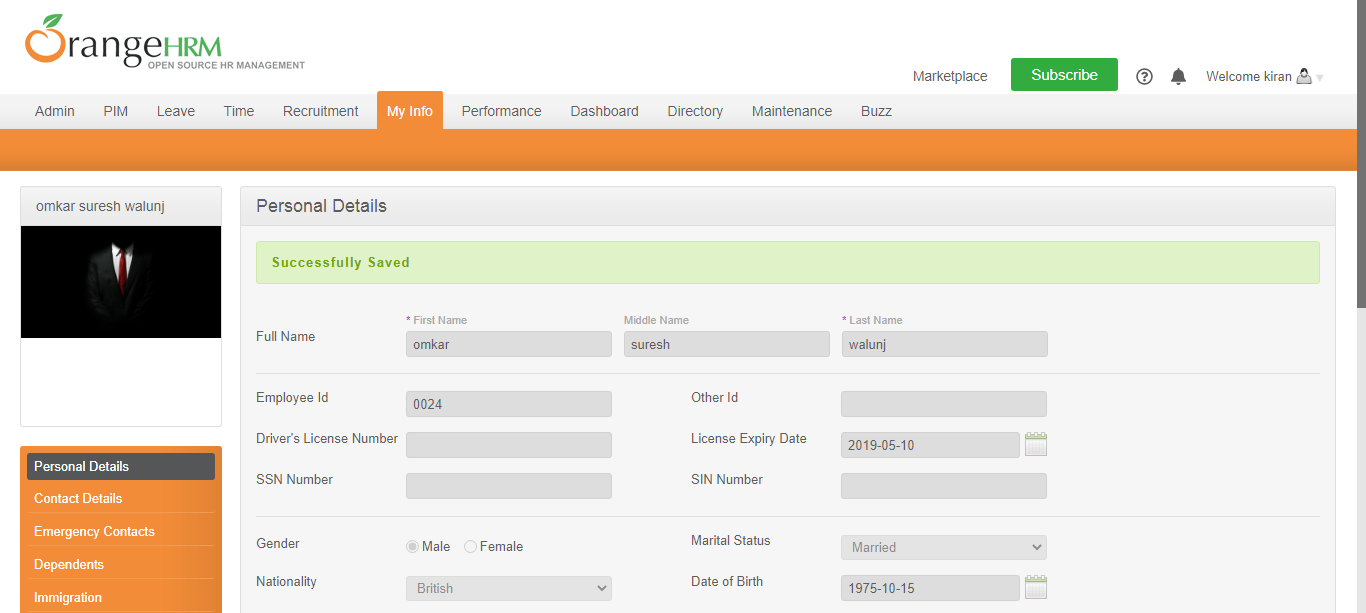 OrangeHRM
OPEN SOURCE HR MANAGEMENT
Marketplace Subscribe ? Welcome kiran
Admin PIM Leave Time Recruitment My Info Performance Dashboard Directory Maintenance Buzz
omkar suresh walunj
Personal Details
Successfully Saved
* First Name Middle Name * Last Name
Full Name omkar suresh walunj
Employee Id 0024 Other Id
Driver's License Number License Expiry Date 2019-05-10
SSN Number SIN Number
Gender Male Female Marital Status Married
Nationality British Date of Birth 1975-10-15
Personal Details
Contact Details
Emergency Contacts
Dependents
Immigration